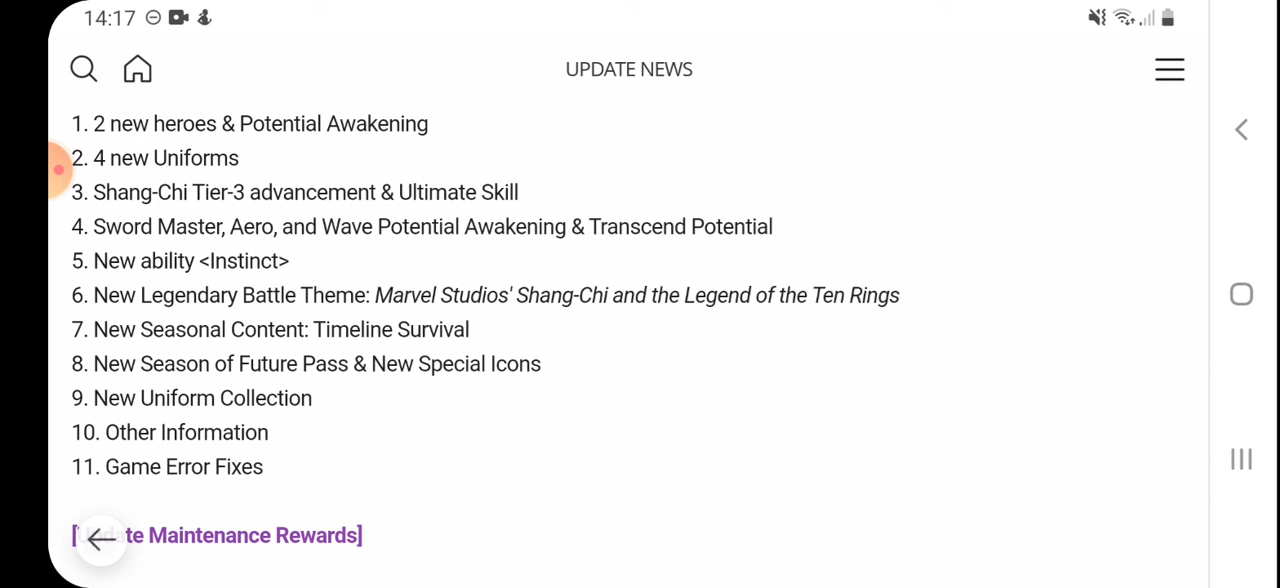 14:17
UPDATE NEWS
1. 2 new heroes & Potential Awakening
2. 4 new Uniforms
3. Shang-Chi Tier-3 advancement & Ultimate Skill
4. Sword Master, Aero, and Wave Potential Awakening & Transcend Potential
5. New ability <Instinct>
6. New Legendary Battle Theme: Marvel Studios' Shang-Chi and the Legend of the Ten Rings
7. New Seasonal Content: Timeline Survival
8. New Season of Future Pass & New Special Icons
9. New Uniform Collection
10. Other Information
11. Game Error Fixes
[Update Maintenance Rewards]